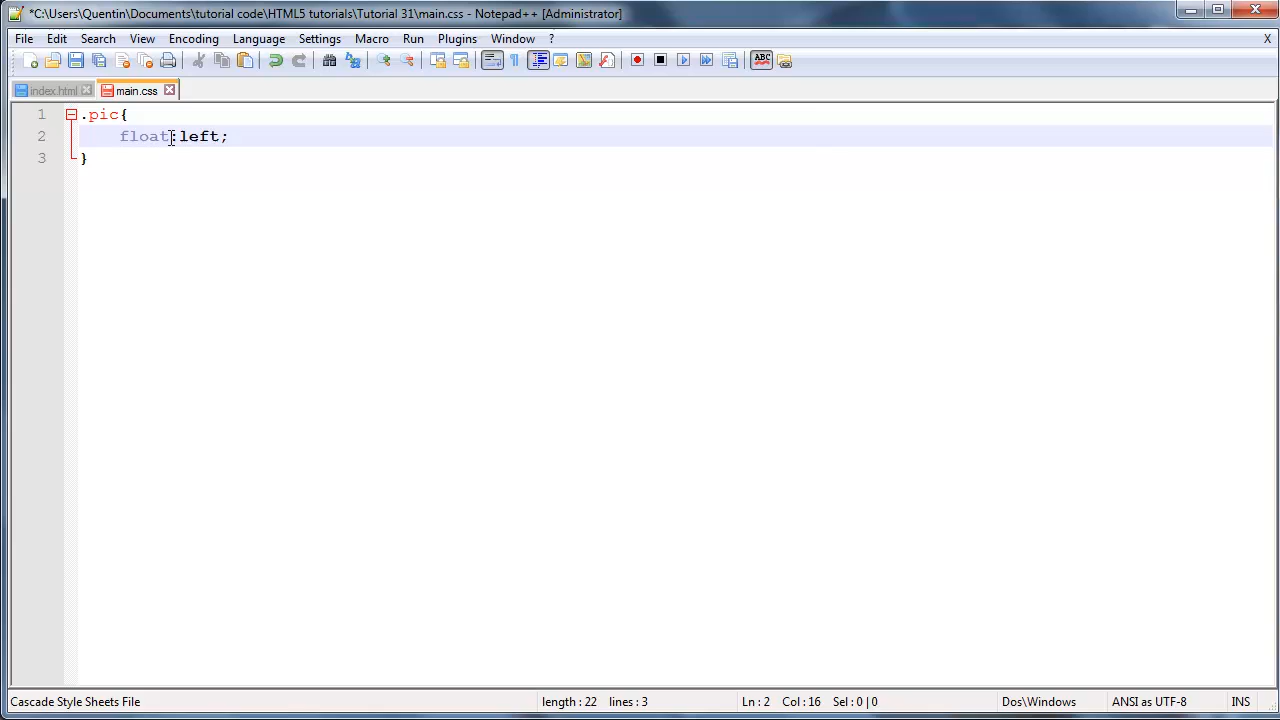 *C:\Users\Quentin\Documents\tutorial code\HTML5 tutorials\Tutorial 31\main.css - Notepad++ [Administrator]
File Edit Search View Encoding Language Settings Macro Run Plugins Window ? X
ABC
index.html main.css
1 .pic{
2 float:left;
3 }
Cascade Style Sheets File length : 22 lines : 3 Ln : 2 Col : 16 Sel : 0 | 0 Dos\Windows ANSI as UTF-8 INS